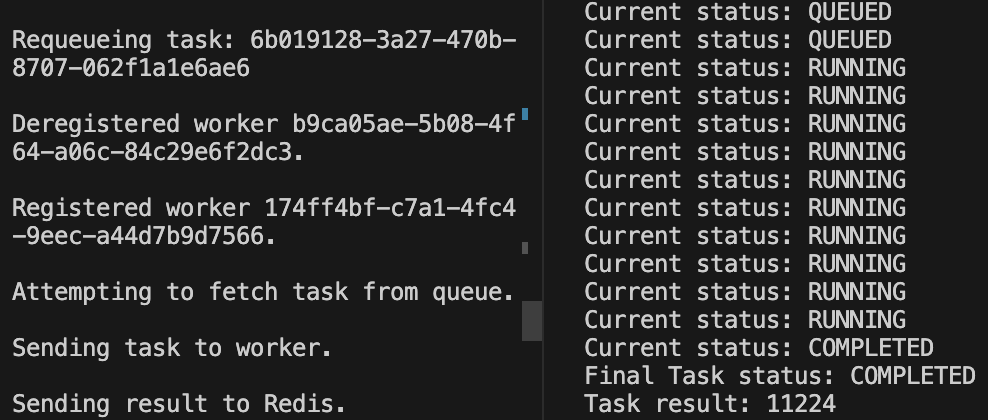 Requeueing task: 6b019128-3a27-470b-
8707-062f1a1e6ae6
Deregistered worker b9ca05ae-5b08-4f
64-a06c-84c29e6f2dc3.
Registered worker 174ff4bf-c7a1-4fc4
-9eec-a44d7b9d7566.
Attempting to fetch task from queue.
Sending task to worker.
Sending result to Redis.
Current status: QUEUED
Current status: QUEUED
Current status: RUNNING
Current status: RUNNING
Current status: RUNNING
Current status: RUNNING
Current status: RUNNING
Current status: RUNNING
Current status: RUNNING
Current status: RUNNING
Current status: RUNNING
Current status: RUNNING
Current status: COMPLETED
Final Task status: COMPLETED
Task result: 11224